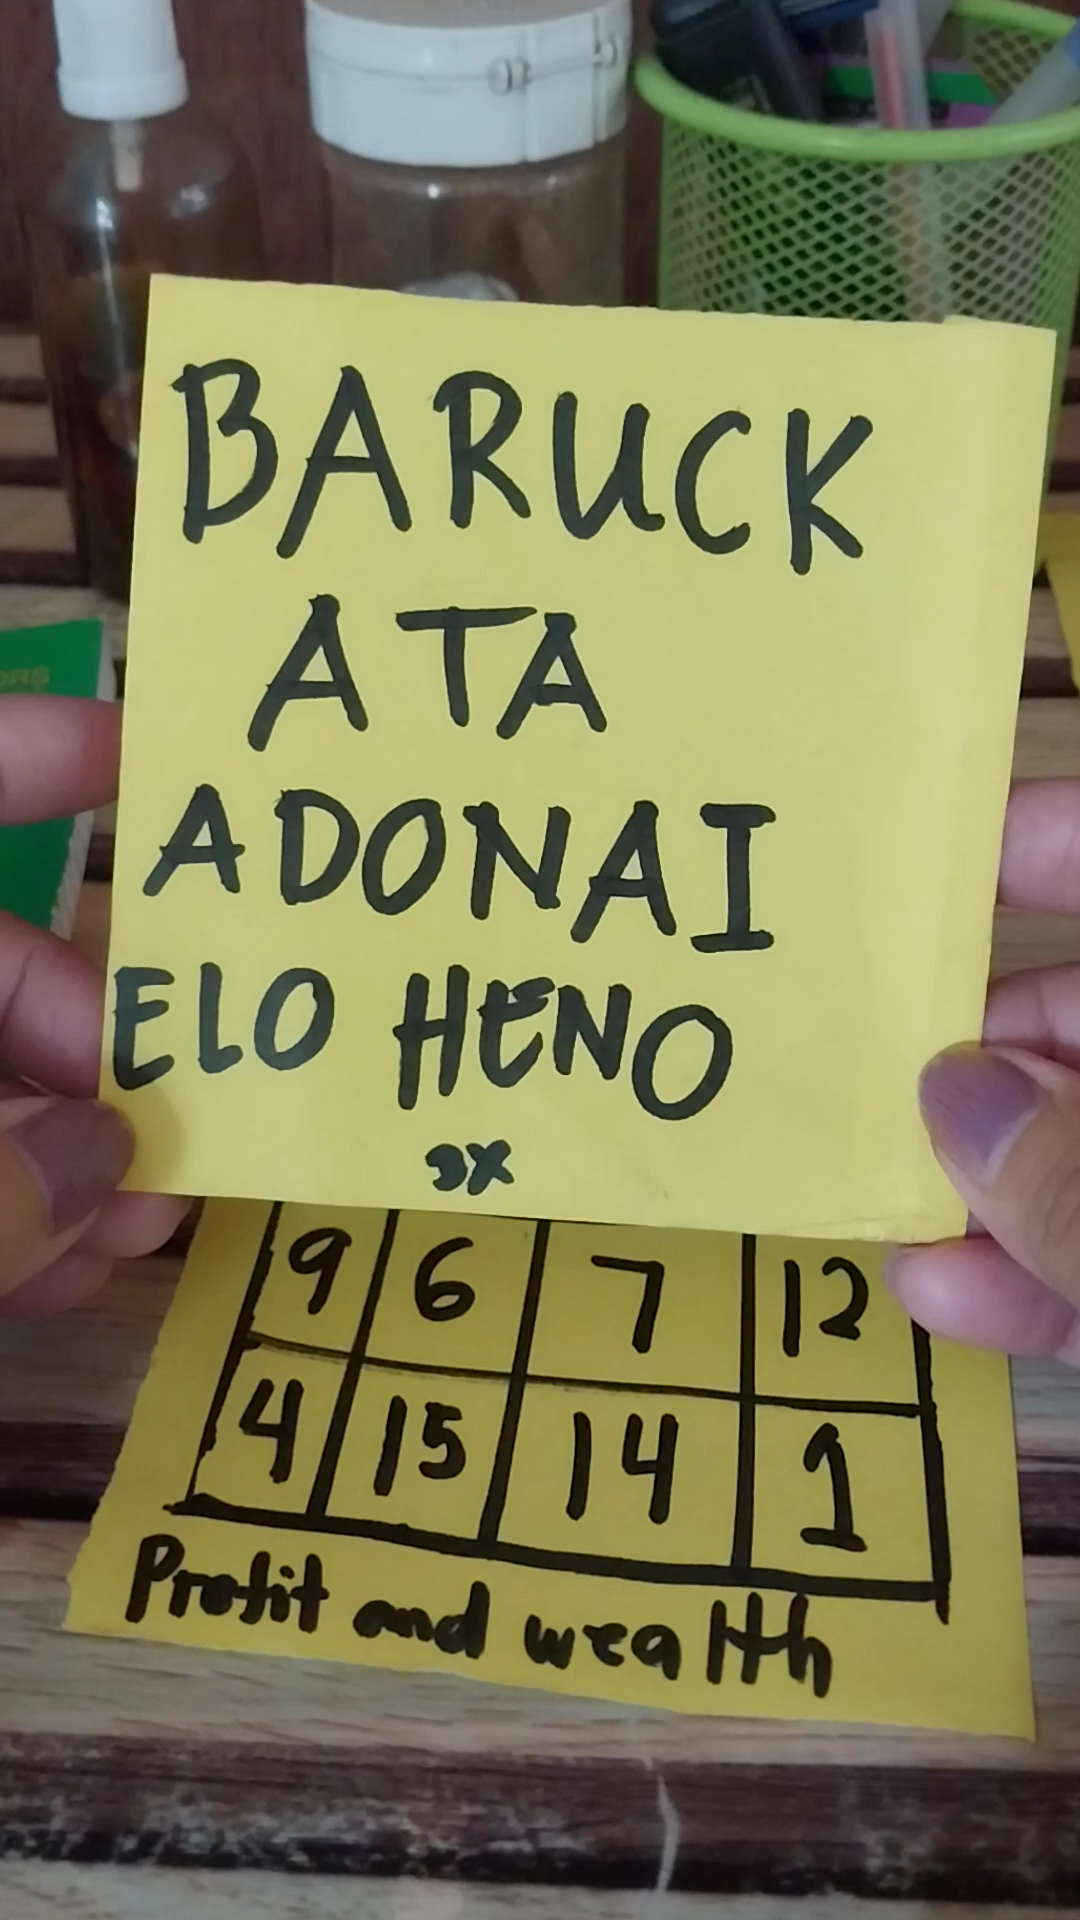 BARUCK
ATA
ADONAI
ELO HENO
3X
9 6 7 12
4 15 14 1
Profit and wealth